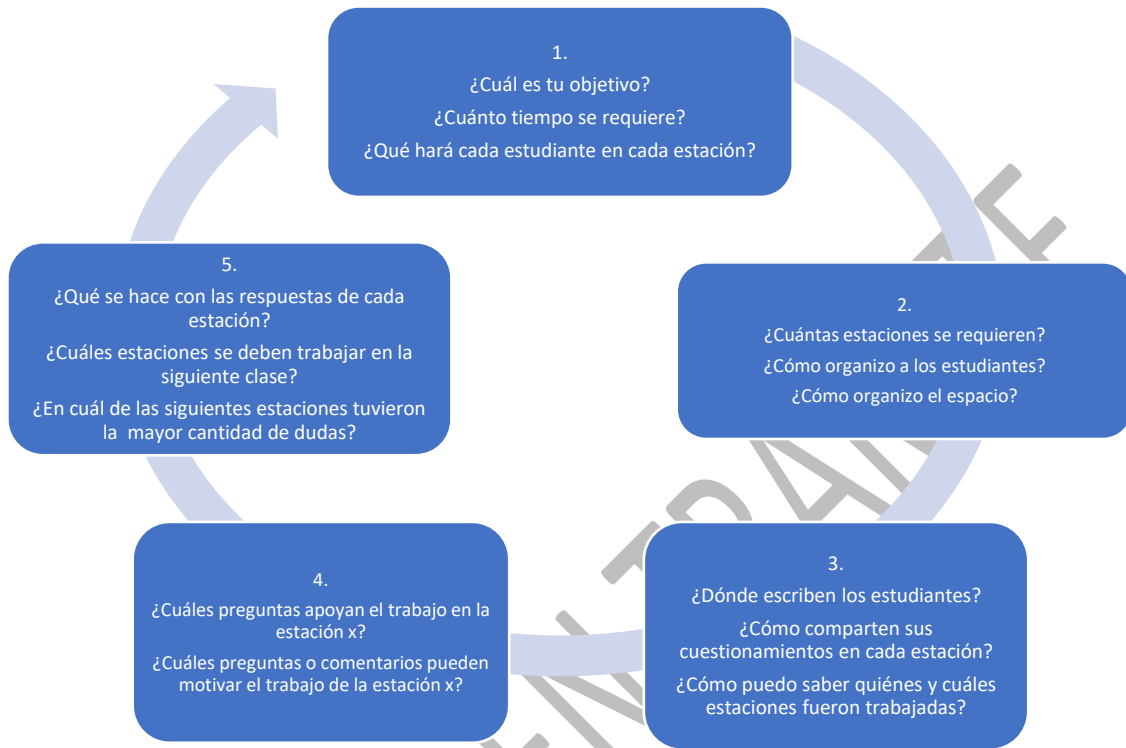 1.
¿Cuál es tu objetivo?
¿Cuánto tiempo se requiere?
¿Qué hará cada estudiante en cada estación?
2.
¿Cuántas estaciones se requieren?
¿Cómo organizo a los estudiantes?
¿Cómo organizo el espacio?
3.
¿Dónde escriben los estudiantes?
¿Cómo comparten sus
cuestionamientos en cada estación?
¿Cómo puedo saber quiénes y cuáles
estaciones fueron trabajadas?
4.
¿Cuáles preguntas apoyan el trabajo en la
estación x?
¿Cuáles preguntas o comentarios pueden
motivar el trabajo de la estación x?
5.
¿Qué se hace con las respuestas de cada
estación?
¿Cuáles estaciones se deben trabajar en la
siguiente clase?
¿En cuál de las siguientes estaciones tuvieron
la mayor cantidad de dudas?